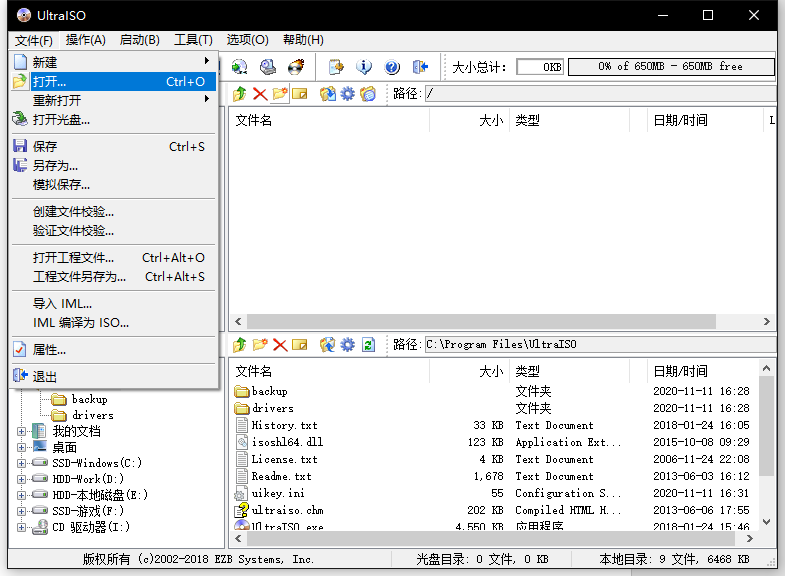 UltraISO
文件(F) 操作(A) 启动(B) 工具(T) 选项(O) 帮助(H)
新建
打开... Ctrl+O
重新打开
打开光盘...
保存 Ctrl+S
另存为...
模拟保存...
创建文件校验...
验证文件校验...
打开工程文件... Ctrl+Alt+O
工程文件另存为... Ctrl+Alt+S
导入 IML...
IML 编译为 ISO...
属性...
退出
大小总计: 0KB 0% of 650MB - 650MB free
路径: /
文件名 大小 类型 日期/时间 L
backup
drivers
我的文档
桌面
SSD-Windows(C:)
HDD-Work(D:)
HDD-本地磁盘(E:)
SSD-游戏(F:)
CD 驱动器(I:)
路径: C:\Program Files\UltraISO
文件名 大小 类型 日期/时间
backup 文件夹 2020-11-11 16:28
drivers 文件夹 2020-11-11 16:28
History.txt 33 KB Text Document 2018-01-24 16:05
isoshl64.dll 123 KB Application Ext... 2015-10-08 09:29
License.txt 4 KB Text Document 2006-11-24 22:08
Readme.txt 1,678 Text Document 2013-06-03 16:12
uikey.ini 55 Configuration S... 2020-11-11 16:31
ultraiso.chm 202 KB Compiled HTML H... 2013-06-06 17:55
UltraISO.exe 4,550 KB 应用程序 2018-01-24 15:46
版权所有 (c)2002-2018 EZB Systems, Inc. 光盘目录: 0 文件, 0 KB 本地目录: 9 文件, 6468 KB